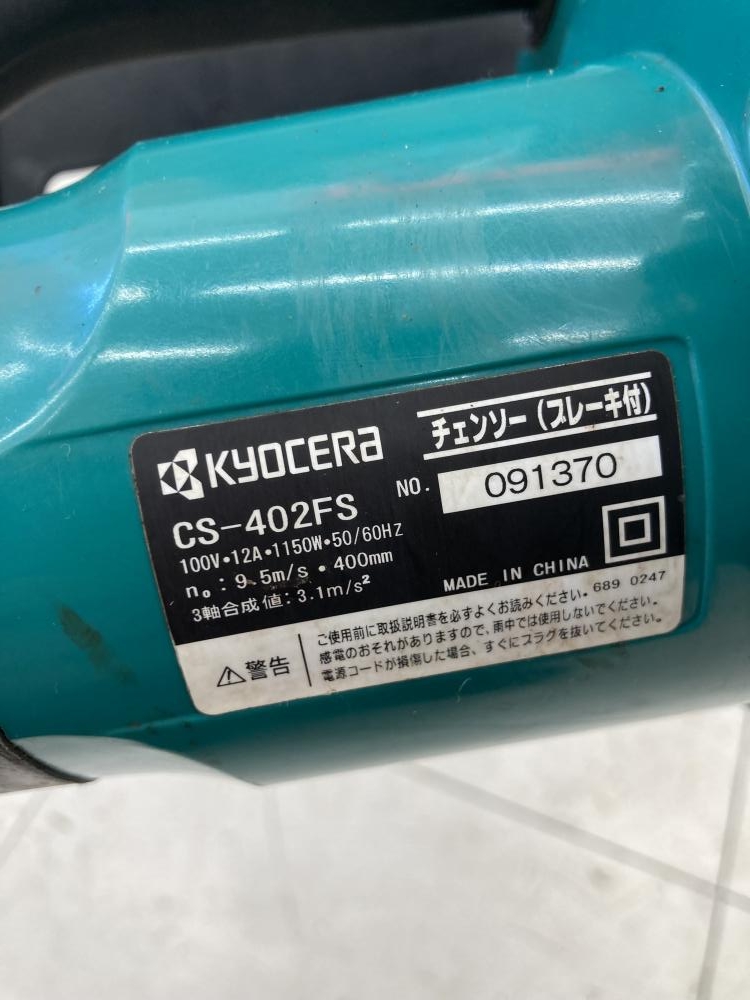 KYOCERA
チェンソー(ブレーキ付)
CS-402FS
NO. 091370
100V・12A・1150W・50/60HZ
n₀ : 9.5m/s・400mm
3軸合成値:3.1m/s²
MADE IN CHINA
689 0247
警告
ご使用前に取扱説明書を必ずよくお読みください。
感電のおそれがありますので、雨中では使用しないでください。
電源コードが損傷した場合、すぐにプラグを抜いてください。